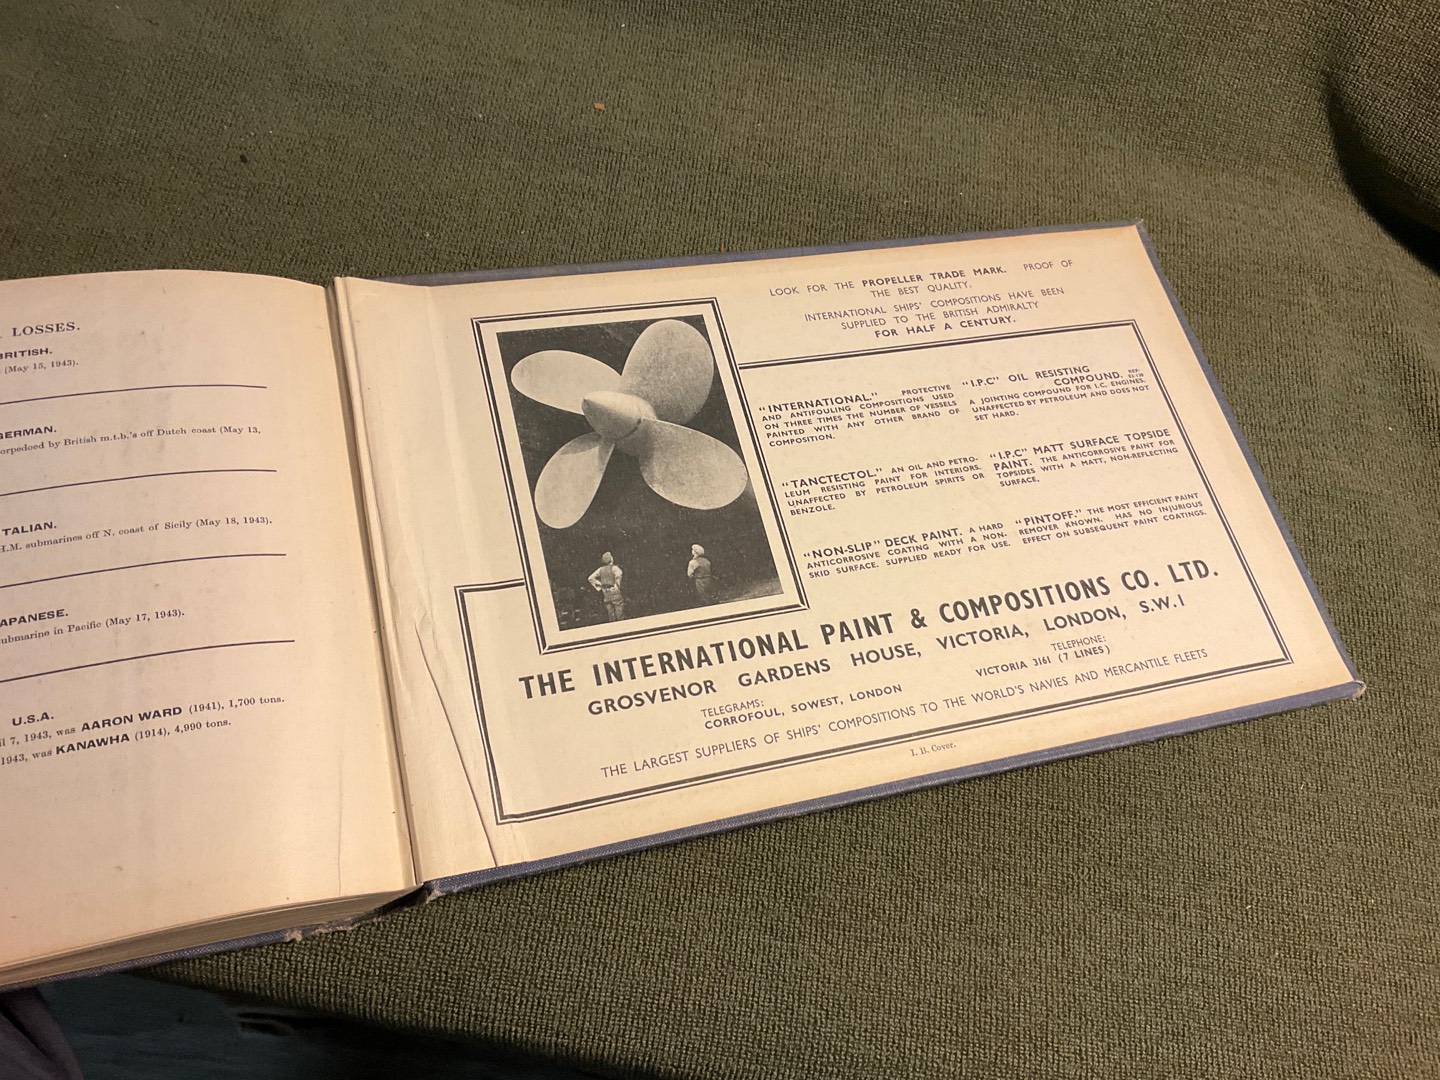 LOSSES.
BRITISH.
(May 15, 1943).
GERMAN.
orpedoed by British m.t.b.'s off Dutch coast (May 13,
TALIAN.
H.M. submarines off N. coast of Sicily (May 18, 1943).
APANESE.
ubmarine in Pacific (May 17, 1943).
U.S.A.
il 7, 1943, was AARON WARD (1941), 1,700 tons.
1943, was KANAWHA (1914), 4,990 tons.
LOOK FOR THE PROPELLER TRADE MARK. PROOF OF
THE BEST QUALITY.
INTERNATIONAL SHIPS' COMPOSITIONS HAVE BEEN
SUPPLIED TO THE BRITISH ADMIRALTY
FOR HALF A CENTURY.
"INTERNATIONAL." PROTECTIVE
AND ANTIFOULING COMPOSITIONS USED
ON THREE TIMES THE NUMBER OF VESSELS
PAINTED WITH ANY OTHER BRAND OF
COMPOSITION.
"I.P.C" OIL RESISTING
COMPOUND.
A JOINTING COMPOUND FOR I.C. ENGINES.
UNAFFECTED BY PETROLEUM AND DOES NOT
SET HARD.
"TANCTECTOL." AN OIL AND PETRO-
LEUM RESISTING PAINT FOR INTERIORS.
UNAFFECTED BY PETROLEUM SPIRITS OR
BENZOLE.
"I.P.C" MATT SURFACE TOPSIDE
PAINT. THE ANTICORROSIVE PAINT FOR
TOPSIDES WITH A MATT, NON-REFLECTING
SURFACE.
"NON-SLIP" DECK PAINT. A HARD
ANTICORROSIVE COATING WITH A NON-
SKID SURFACE. SUPPLIED READY FOR USE.
"PINTOFF." THE MOST EFFICIENT PAINT
REMOVER KNOWN. HAS NO INJURIOUS
EFFECT ON SUBSEQUENT PAINT COATINGS.
THE INTERNATIONAL PAINT & COMPOSITIONS CO. LTD.
GROSVENOR GARDENS HOUSE, VICTORIA, LONDON, S.W.1
TELEGRAMS:
CORROFOUL, SOWEST, LONDON
TELEPHONE:
VICTORIA 3161 (7 LINES)
THE LARGEST SUPPLIERS OF SHIPS' COMPOSITIONS TO THE WORLD'S NAVIES AND MERCANTILE FLEETS
I. B. Cover.